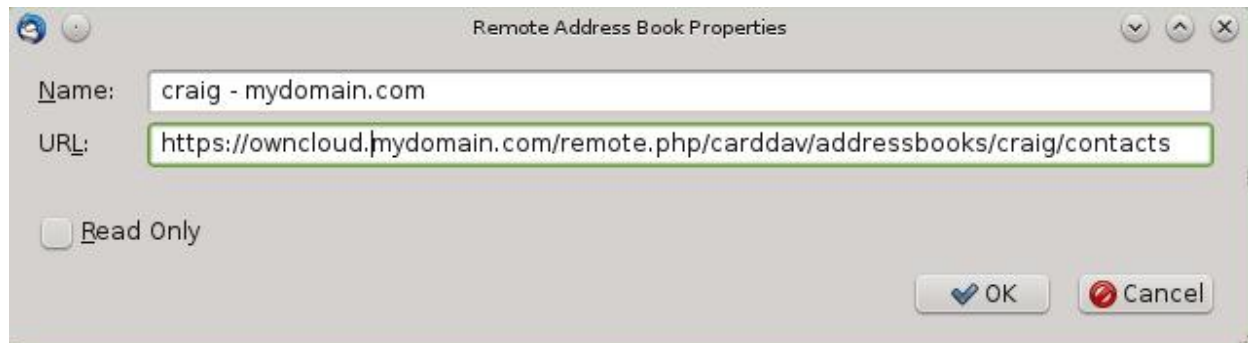 Remote Address Book Properties
Name: craig - mydomain.com
URL: https://owncloud.mydomain.com/remote.php/carddav/addressbooks/craig/contacts
Read Only
OK Cancel